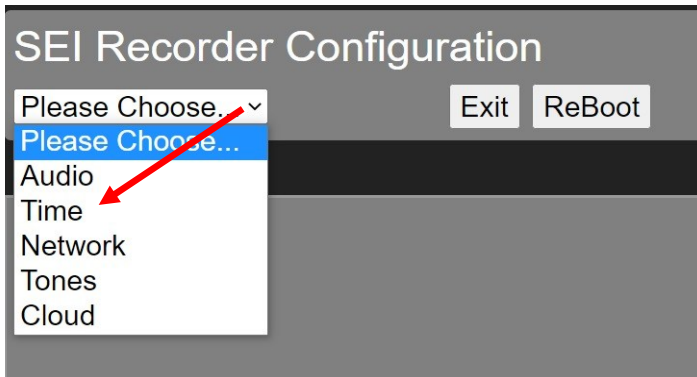 SEI Recorder Configuration
Please Choose... Exit ReBoot
Please Choose...
Audio
Time
Network
Tones
Cloud